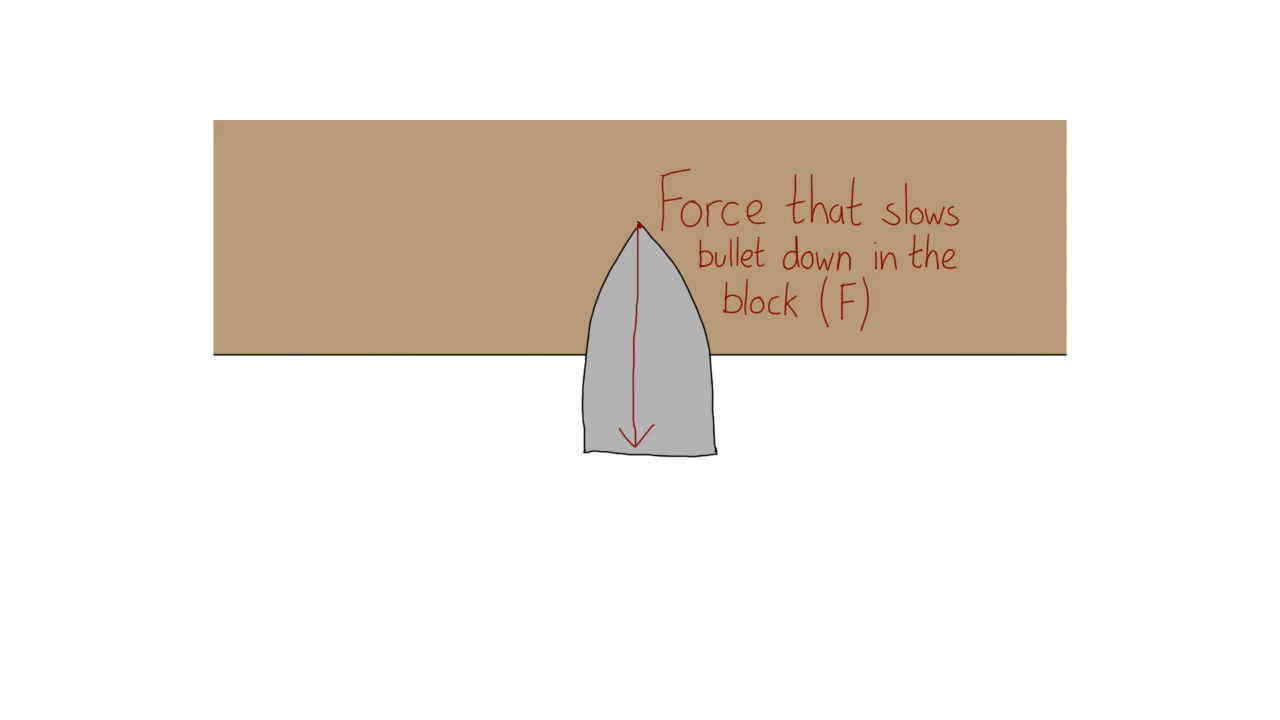 Force that slows
bullet down in the
block (F)